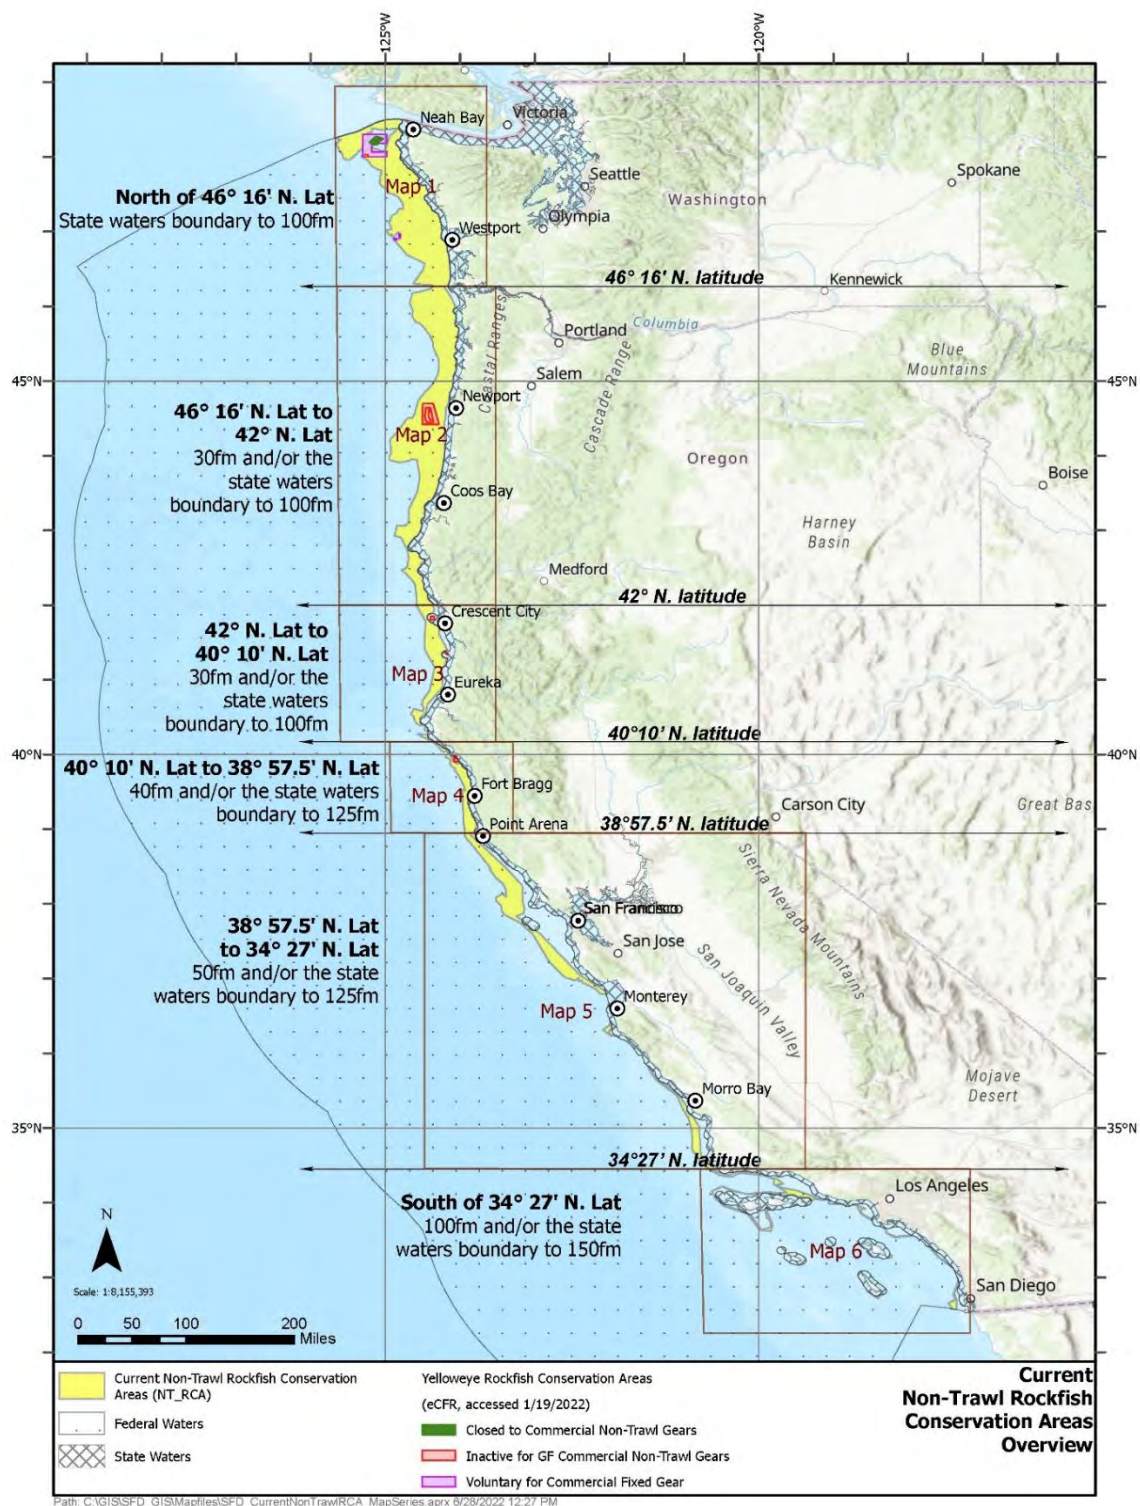 125°W
120°W
Neah Bay
Victoria
Seattle
Spokane
Map 1
Washington
North of 46° 16' N. Lat
State waters boundary to 100fm
Olympia
Westport
46° 16' N. latitude
Kennewick
Portland
Columbia
Coastal Ranges
Cascade Range
Blue
Mountains
Salem
45°N
45°N
Newport
46° 16' N. Lat to
42° N. Lat
30fm and/or the
state waters
boundary to 100fm
Map 2
Oregon
Boise
Coos Bay
Harney
Basin
Medford
42° N. latitude
Crescent City
42° N. Lat to
40° 10' N. Lat
30fm and/or the
state waters
boundary to 100fm
Map 3
Eureka
40°10' N. latitude
40°N
40°N
40° 10' N. Lat to 38° 57.5' N. Lat
40fm and/or the state waters
boundary to 125fm
Fort Bragg
Map 4
Carson City
Great Bas
Point Arena
38°57.5' N. latitude
Sierra Nevada Mountains
San Francisco
38° 57.5' N. Lat
to 34° 27' N. Lat
50fm and/or the state
waters boundary to 125fm
San Jose
San Joaquin Valley
Monterey
Map 5
Mojave
Desert
Morro Bay
35°N
35°N
34°27' N. latitude
South of 34° 27' N. Lat
100fm and/or the state
waters boundary to 150fm
Los Angeles
Map 6
San Diego
N
Scale: 1:8,155,393
0 50 100 200
Miles
Current Non-Trawl Rockfish Conservation
Areas (NT_RCA)
Federal Waters
State Waters
Yelloweye Rockfish Conservation Areas
(eCFR, accessed 1/19/2022)
Closed to Commercial Non-Trawl Gears
Inactive for GF Commercial Non-Trawl Gears
Voluntary for Commercial Fixed Gear
Current
Non-Trawl Rockfish
Conservation Areas
Overview
Path: C:\GIS\SFD_GIS\Mapfiles\SFD_CurrentNonTrawlRCA_MapSeries.aprx 6/28/2022 12:27 PM